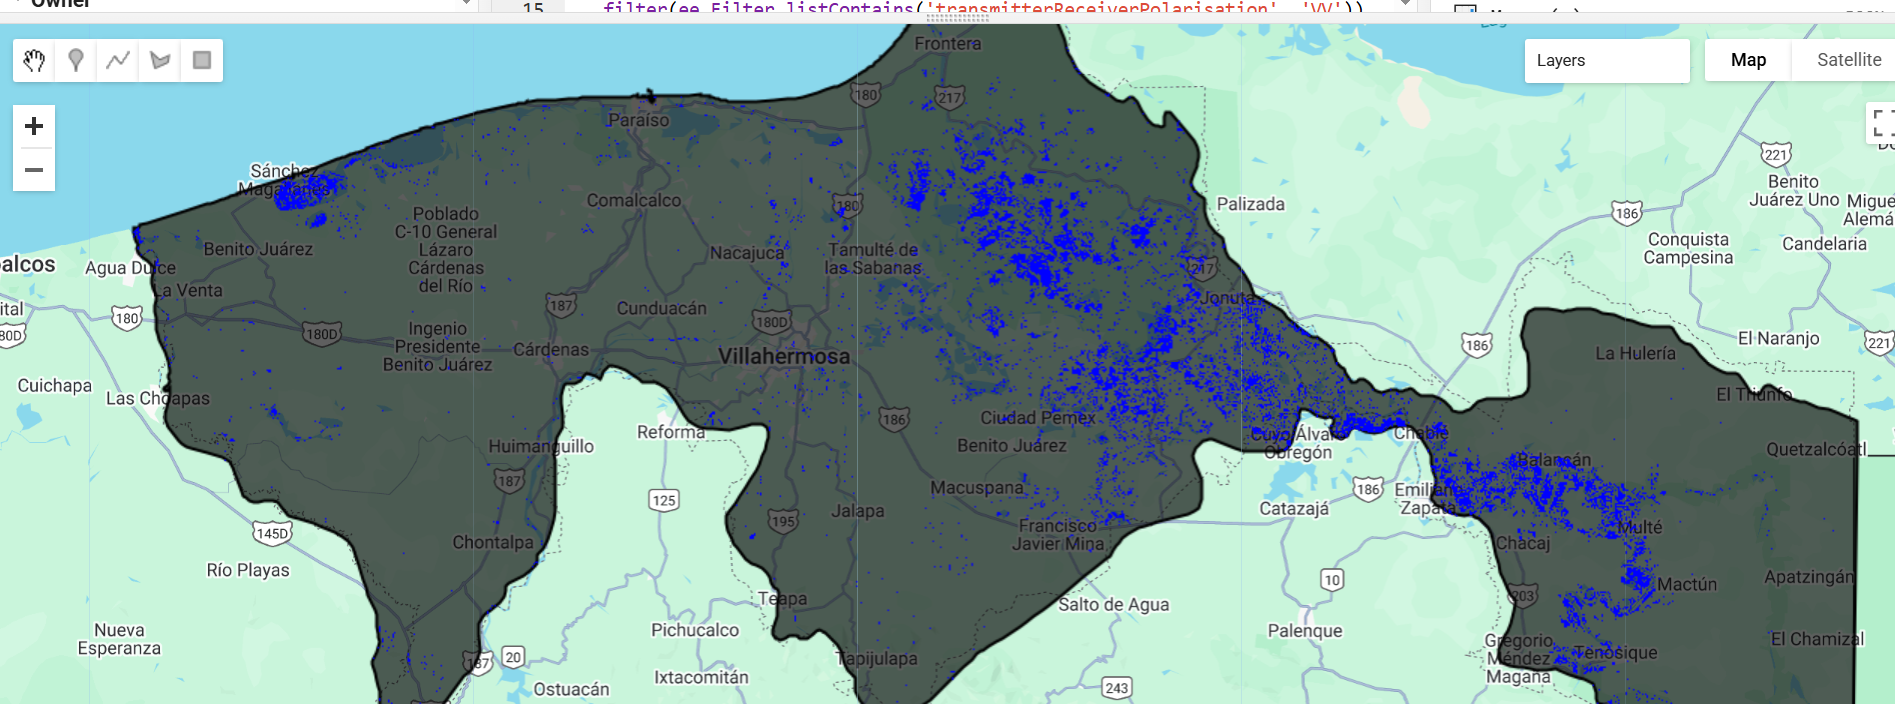 Owner
15
filter(ee.Filter.listContains('transmitterReceiverPolarisation', 'VV'))
Layers
Map
Satellite
+
−
Frontera
180
217
Paraíso
Sánchez
Magallanes
Comalcalco
180
Palizada
221
Benito
Juárez Uno
Migue
Alemá
186
Poblado
C-10 General
Lázaro
Cárdenas
del Río
Benito Juárez
Nacajuca
Tamulté de
las Sabanas
Conquista
Campesina
Candelaria
alcos
Agua Dulce
La Venta
217
Jonuta
ital
180
80D
180D
187
Cunduacán
180D
Ingenio
Presidente
Benito Juárez
Cárdenas
Villahermosa
186
La Hulería
El Naranjo
221
Cuichapa
Las Choapas
El Triunfo
186
Ciudad Pemex
Benito Juárez
Reforma
Huimanguillo
Cuyo Álvaro
Obregón
Chablé
Quetzalcóatl
Balancán
187
125
Macuspana
186
Emiliano
Zapata
Catazajá
195
Jalapa
Francisco
Javier Mina
Multé
Chacaj
145D
Chontalpa
Río Playas
10
Mactún
Apatzingán
203
Teapa
Salto de Agua
Nueva
Esperanza
Pichucalco
Palenque
Gregorio
Méndez
Magaña
Tenosique
El Chamizal
187
20
Tapijulapa
Ixtacomitán
Ostuacán
243